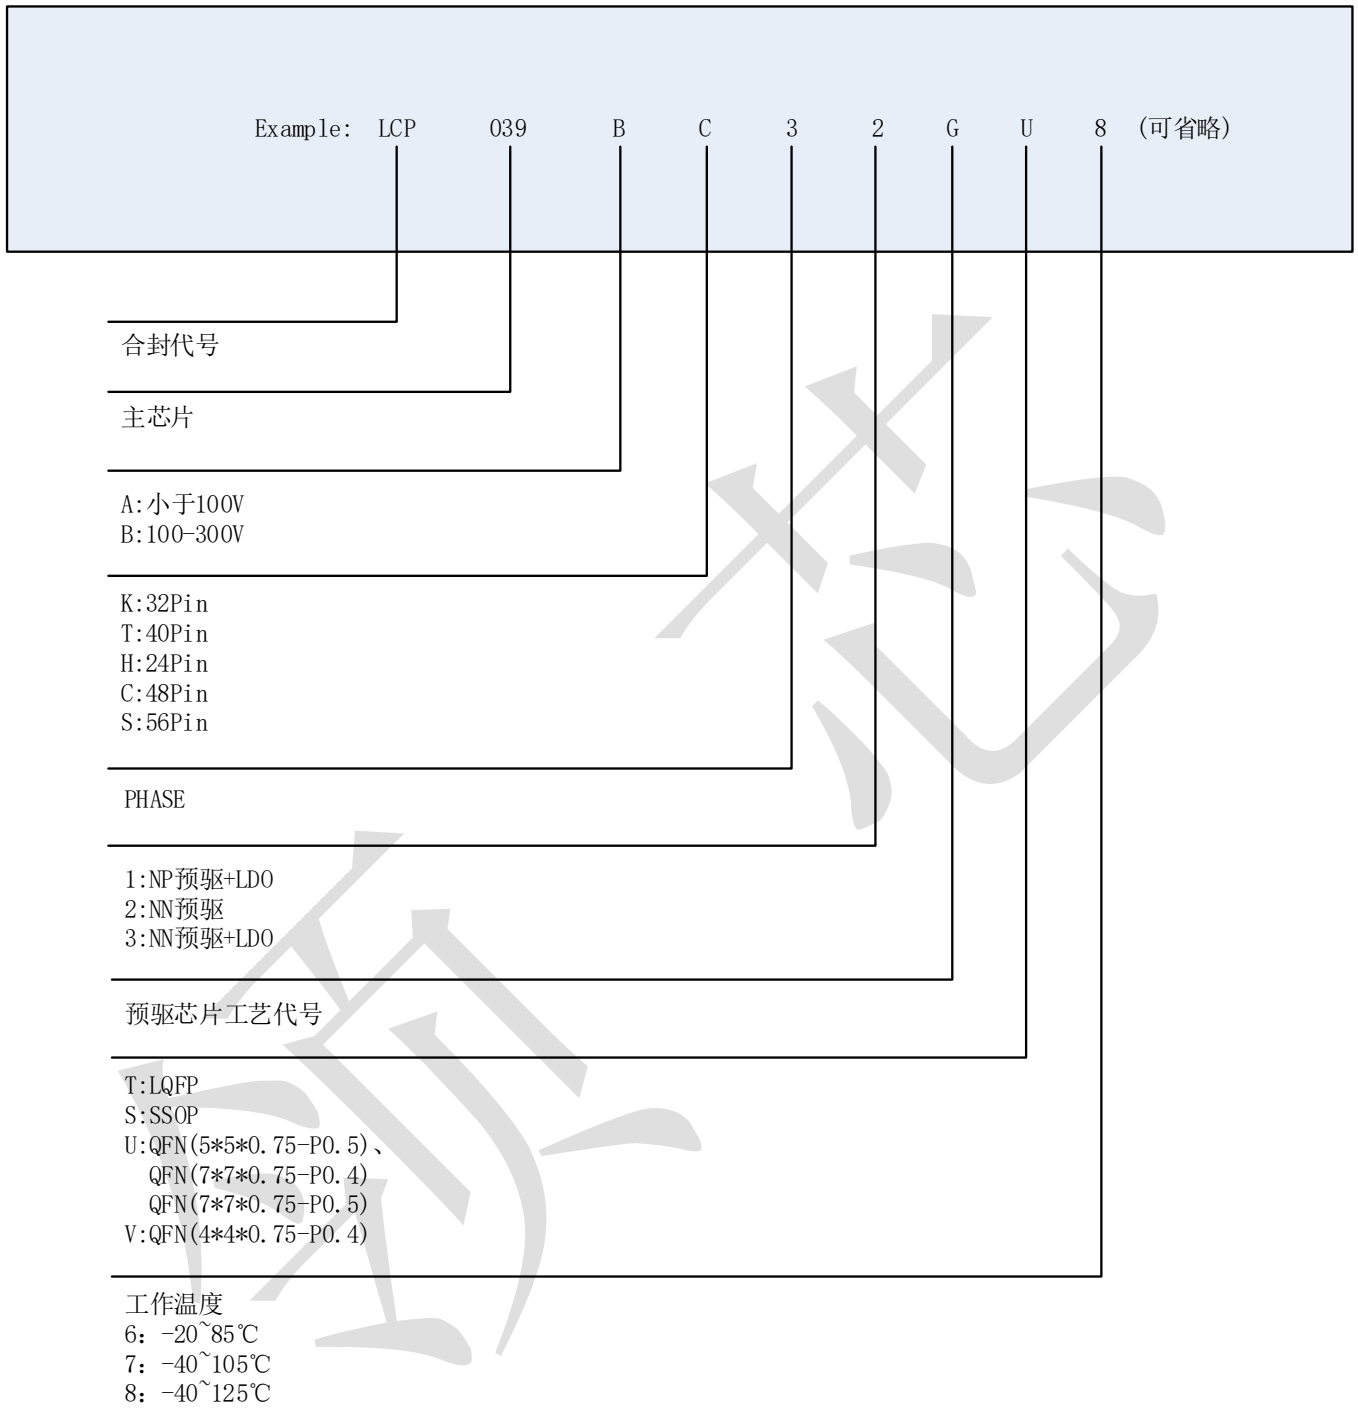 Example: LCP 039 B C 3 2 G U 8 (可省略)
合封代号
主芯片
A:小于100V
B:100-300V
K:32Pin
T:40Pin
H:24Pin
C:48Pin
S:56Pin
PHASE
1:NP预驱+LDO
2:NN预驱
3:NN预驱+LDO
预驱芯片工艺代号
T:LQFP
S:SSOP
U:QFN(5*5*0.75-P0.5)、
QFN(7*7*0.75-P0.4)
QFN(7*7*0.75-P0.5)
V:QFN(4*4*0.75-P0.4)
工作温度
6：-20~85℃
7：-40~105℃
8：-40~125℃